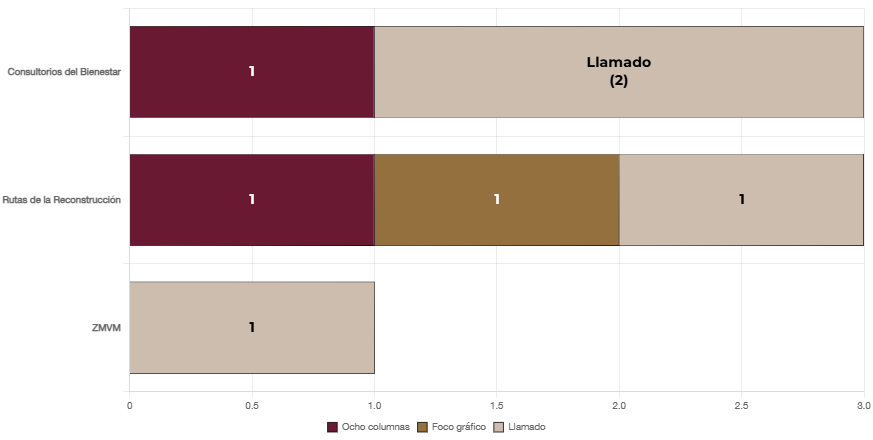 Consultorios del Bienestar
1
Llamado
(2)
Rutas de la Reconstrucción
1
1
1
ZMVM
1
0 0.5 1.0 1.5 2.0 2.5 3.0
Ocho columnas Foco gráfico Llamado